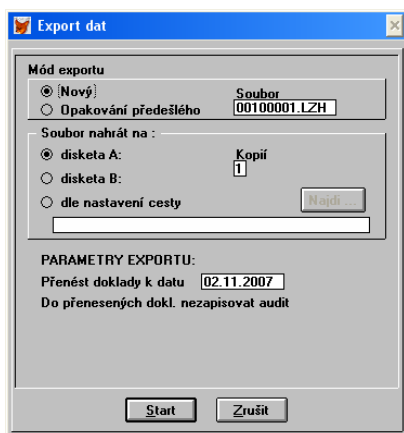 Export dat
Mód exportu
Nový
Soubor
Opakování předešlého
00100001.LZH
Soubor nahrát na :
disketa A:
Kopií
1
disketa B:
dle nastavení cesty
Najdi ...
PARAMETRY EXPORTU:
Přenést doklady k datu 02.11.2007
Do přenesených dokl. nezapisovat audit
Start
Zrušit